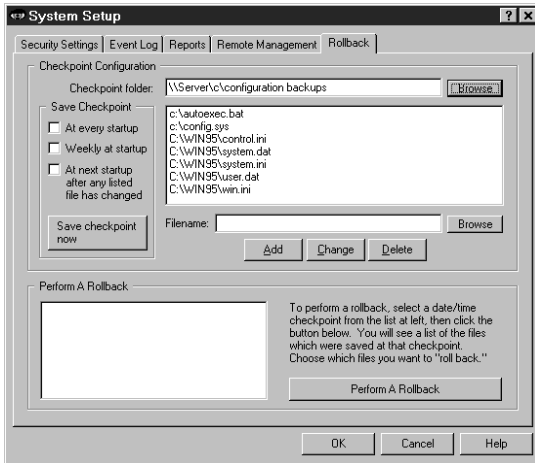 System Setup
Security Settings
Event Log
Reports
Remote Management
Rollback
Checkpoint Configuration
Checkpoint folder:
\\Server\c\configuration backups
Browse
Save Checkpoint
At every startup
Weekly at startup
At next startup
after any listed
file has changed
Save checkpoint
now
c:\autoexec.bat
c:\config.sys
C:\WIN95\control.ini
C:\WIN95\system.dat
C:\WIN95\system.ini
C:\WIN95\user.dat
C:\WIN95\win.ini
Filename:
Browse
Add
Change
Delete
Perform A Rollback
To perform a rollback, select a date/time
checkpoint from the list at left, then click the
button below. You will see a list of the files
which were saved at that checkpoint.
Choose which files you want to "roll back."
Perform A Rollback
OK
Cancel
Help